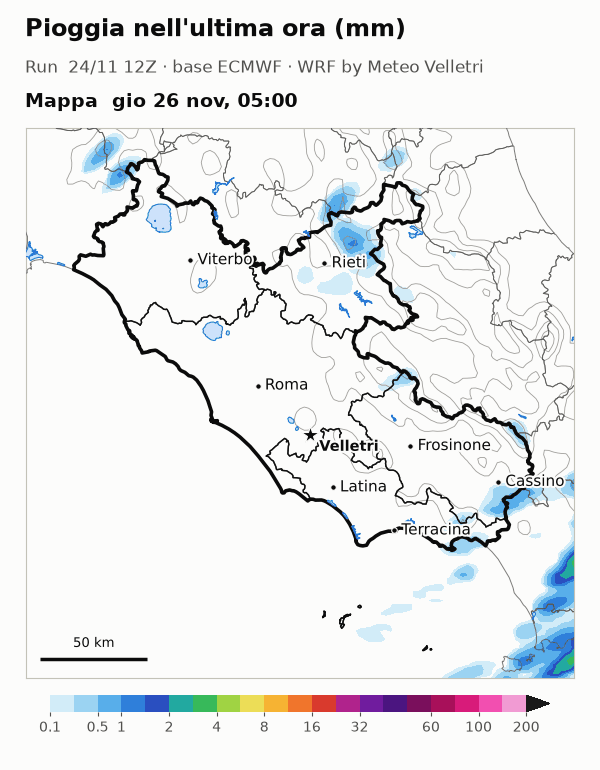 Pioggia nell'ultima ora (mm)
Run  24/11 12Z · base ECMWF · WRF by Meteo Velletri
Mappa  gio 26 nov, 05:00
Viterbo
Rieti
Roma
Velletri
Frosinone
Cassino
Latina
Terracina
50 km
0.1 0.5 1 2 4 8 16 32 60 100 200